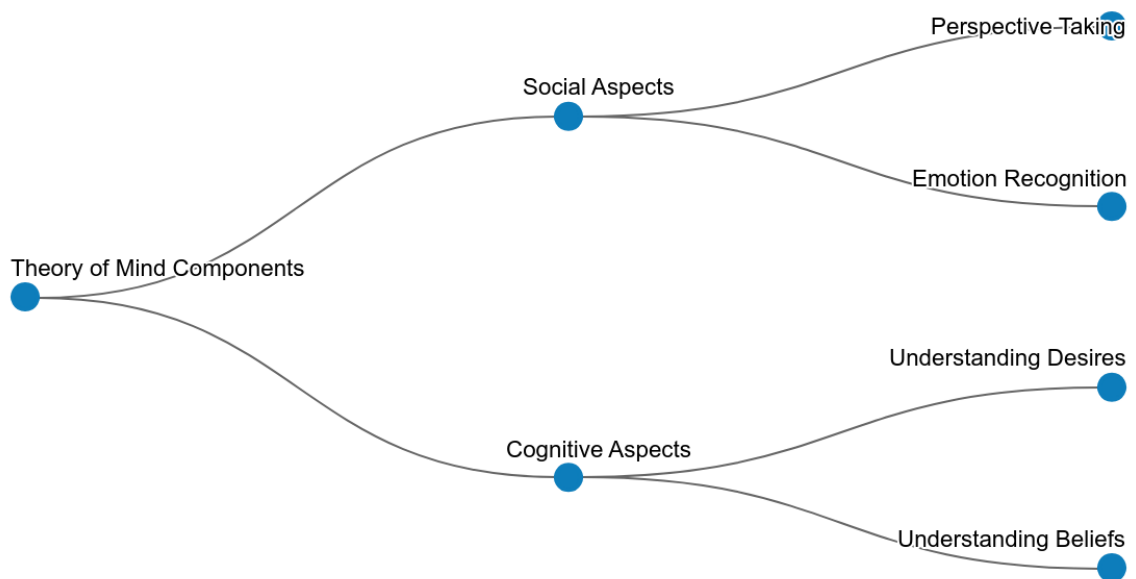 Perspective-Taking
Social Aspects
Emotion Recognition
Theory of Mind Components
Understanding Desires
Cognitive Aspects
Understanding Beliefs